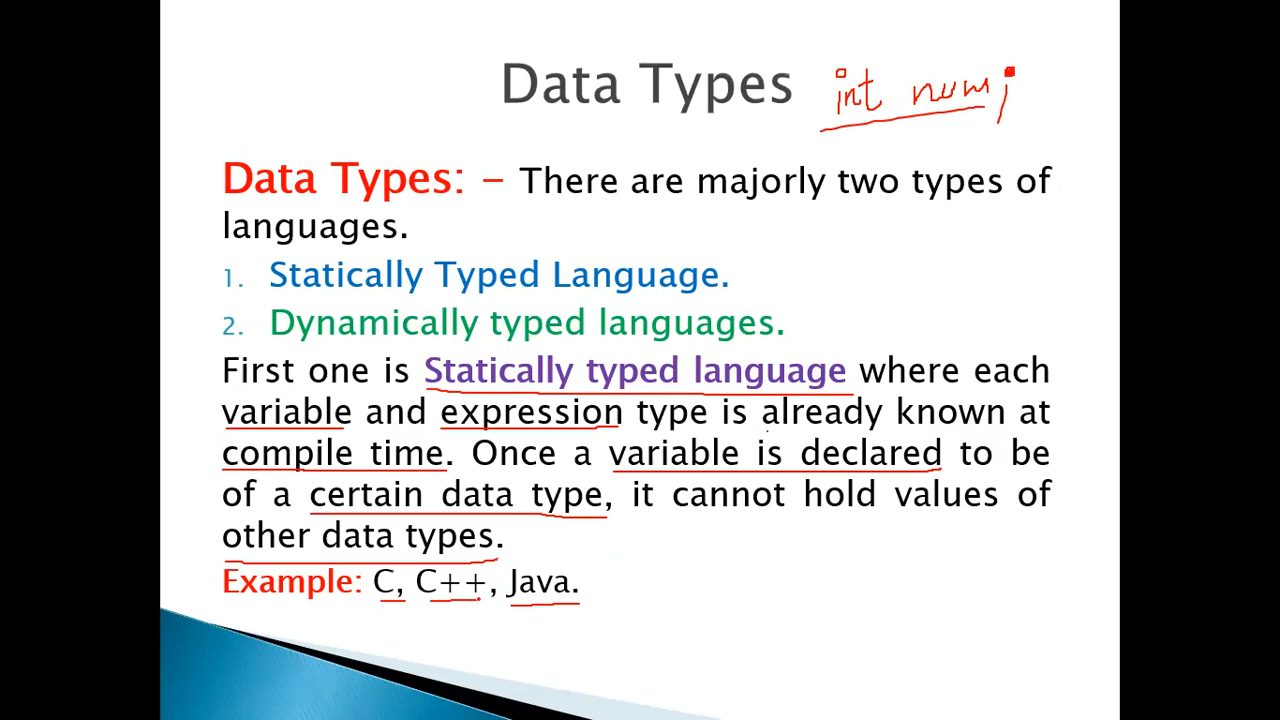 Data Types int num;
Data Types: – There are majorly two types of
languages.
1. Statically Typed Language.
2. Dynamically typed languages.
First one is Statically typed language where each
variable and expression type is already known at
compile time. Once a variable is declared to be
of a certain data type, it cannot hold values of
other data types.
Example: C, C++, Java.